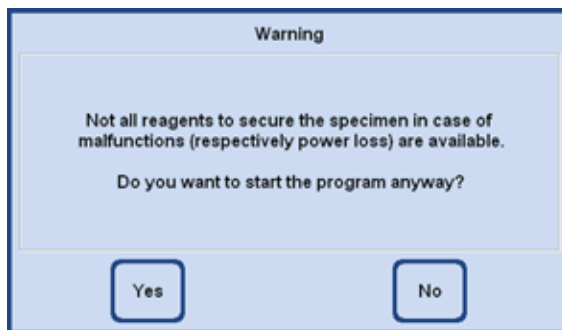 Warning
Not all reagents to secure the specimen in case of
malfunctions (respectively power loss) are available.
Do you want to start the program anyway?
Yes
No